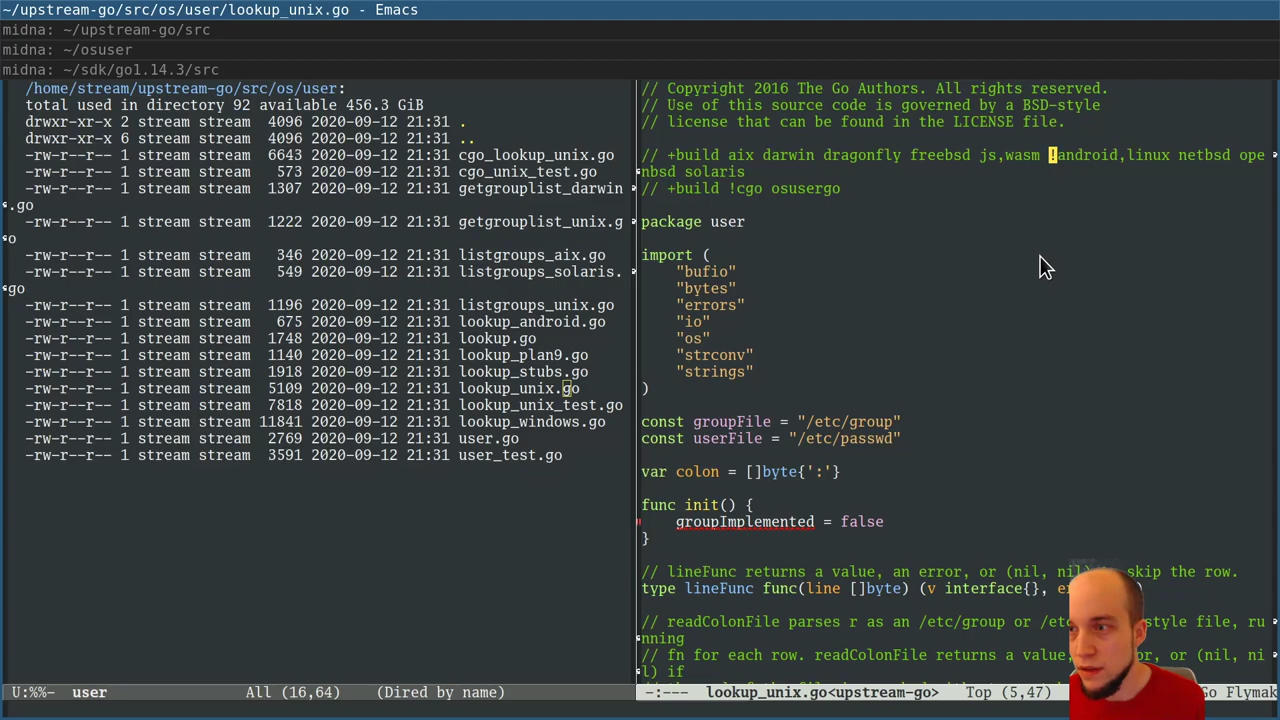 ~/upstream-go/src/os/user/lookup_unix.go - Emacs
midna: ~/upstream-go/src
midna: ~/osuser
midna: ~/sdk/go1.14.3/src
/home/stream/upstream-go/src/os/user:
total used in directory 92 available 456.3 GiB
drwxr-xr-x 2 stream stream 4096 2020-09-12 21:31 .
drwxr-xr-x 6 stream stream 4096 2020-09-12 21:31 ..
-rw-r--r-- 1 stream stream 6643 2020-09-12 21:31 cgo_lookup_unix.go
-rw-r--r-- 1 stream stream 573 2020-09-12 21:31 cgo_unix_test.go
-rw-r--r-- 1 stream stream 1307 2020-09-12 21:31 getgrouplist_darwin
.go
-rw-r--r-- 1 stream stream 1222 2020-09-12 21:31 getgrouplist_unix.g
o
-rw-r--r-- 1 stream stream 346 2020-09-12 21:31 listgroups_aix.go
-rw-r--r-- 1 stream stream 549 2020-09-12 21:31 listgroups_solaris.
go
-rw-r--r-- 1 stream stream 1196 2020-09-12 21:31 listgroups_unix.go
-rw-r--r-- 1 stream stream 675 2020-09-12 21:31 lookup_android.go
-rw-r--r-- 1 stream stream 1748 2020-09-12 21:31 lookup.go
-rw-r--r-- 1 stream stream 1140 2020-09-12 21:31 lookup_plan9.go
-rw-r--r-- 1 stream stream 1918 2020-09-12 21:31 lookup_stubs.go
-rw-r--r-- 1 stream stream 5109 2020-09-12 21:31 lookup_unix.go
-rw-r--r-- 1 stream stream 7818 2020-09-12 21:31 lookup_unix_test.go
-rw-r--r-- 1 stream stream 11841 2020-09-12 21:31 lookup_windows.go
-rw-r--r-- 1 stream stream 2769 2020-09-12 21:31 user.go
-rw-r--r-- 1 stream stream 3591 2020-09-12 21:31 user_test.go
U:%%- user All (16,64) (Dired by name)
// Copyright 2016 The Go Authors. All rights reserved.
// Use of this source code is governed by a BSD-style
// license that can be found in the LICENSE file.
// +build aix darwin dragonfly freebsd js,wasm !android,linux netbsd ope
nbsd solaris
// +build !cgo osusergo
package user
import (
"bufio"
"bytes"
"errors"
"io"
"os"
"strconv"
"strings"
)
const groupFile = "/etc/group"
const userFile = "/etc/passwd"
var colon = []byte{':'}
func init() {
groupImplemented = false
}
// lineFunc returns a value, an error, or (nil, nil) skip the row.
type lineFunc func(line []byte) (v interface{}, )
// readColonFile parses r as an /etc/group or style file, ru
nning
// fn for each row. readColonFile returns a value, or (nil, ni
l) if
-:--- lookup_unix.go<upstream-go> Top (5,47) Go Flymak